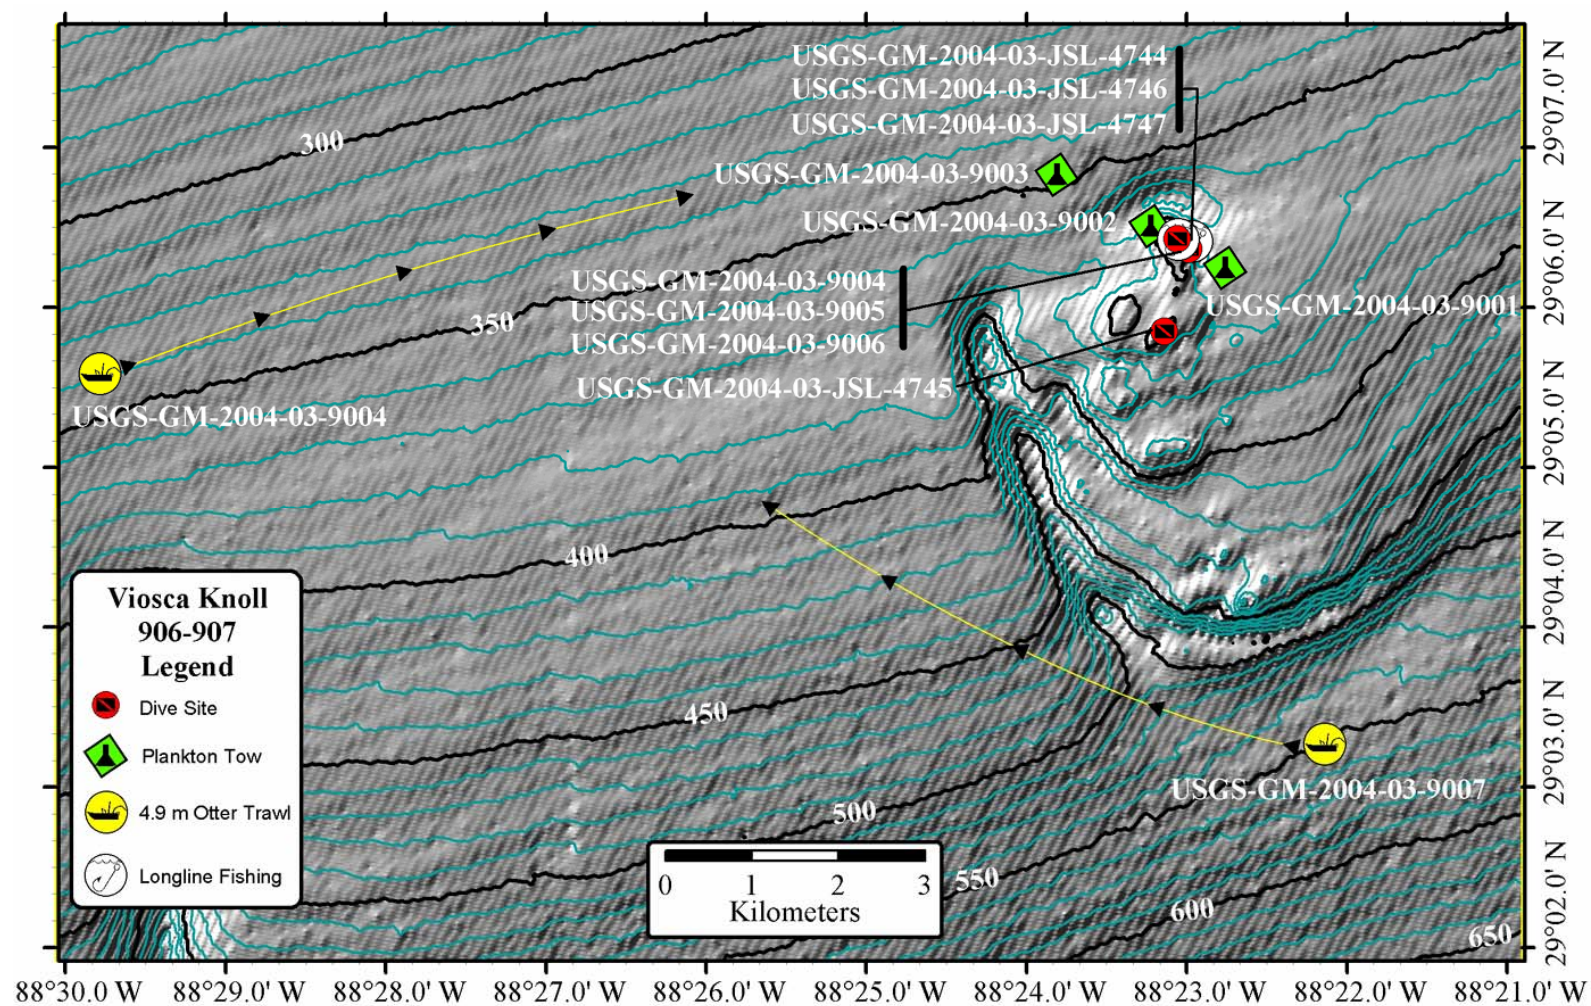 USGS-GM-2004-03-JSL-4744
USGS-GM-2004-03-JSL-4746
USGS-GM-2004-03-JSL-4747
300
USGS-GM-2004-03-9003
USGS-GM-2004-03-9002
USGS-GM-2004-03-9004
USGS-GM-2004-03-9005
USGS-GM-2004-03-9006
USGS-GM-2004-03-9001
350
USGS-GM-2004-03-JSL-4745
USGS-GM-2004-03-9004
400
450
USGS-GM-2004-03-9007
500
550
600
650
Viosca Knoll
906-907
Legend
Dive Site
Plankton Tow
4.9 m Otter Trawl
Longline Fishing
0 1 2 3
Kilometers
29°07.0' N
29°06.0' N
29°05.0' N
29°04.0' N
29°03.0' N
29°02.0' N
88°30.0' W 88°29.0' W 88°28.0' W 88°27.0' W 88°26.0' W 88°25.0' W 88°24.0' W 88°23.0' W 88°22.0' W 88°21.0' W